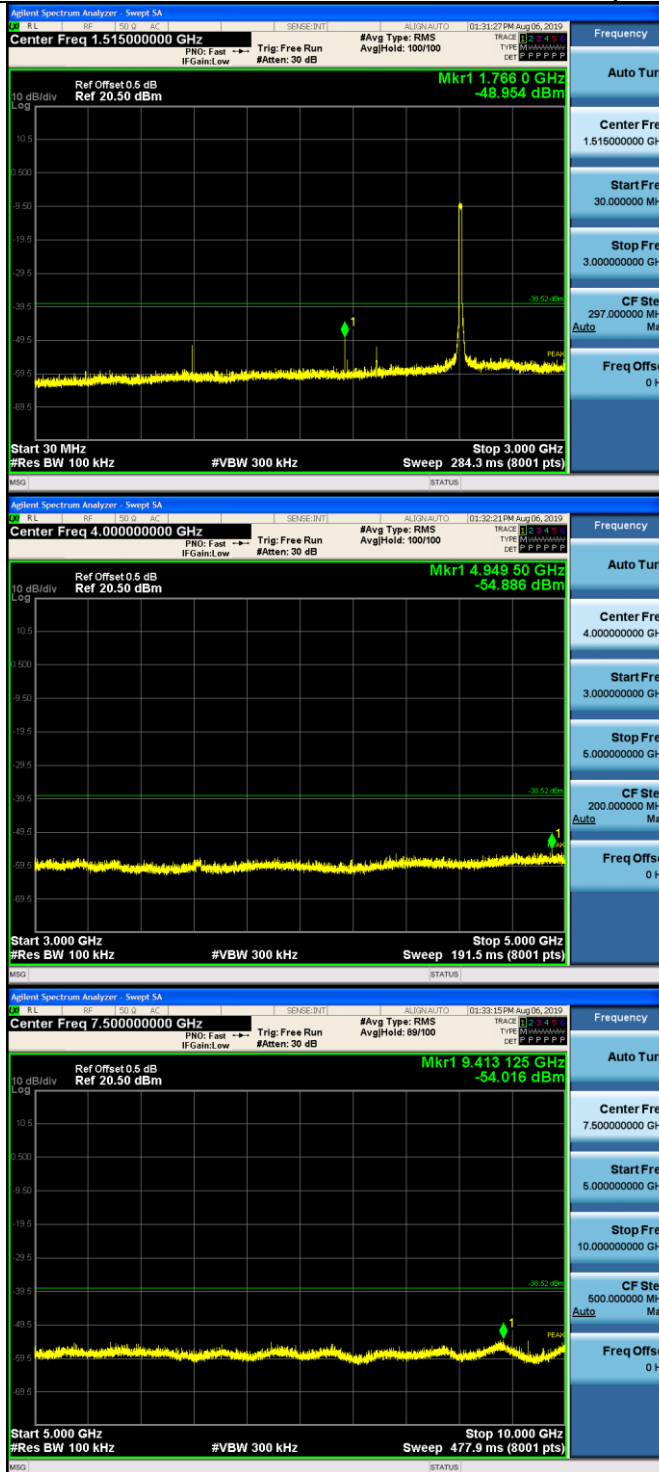 Agilent Spectrum Analyzer - Swept SA
RL RF 50 Ω AC SENSE:INT ALIGNAUTO 01:31:27 PM Aug 06, 2019
Center Freq 1.515000000 GHz
PNO: Fast
IFGain:Low
Trig: Free Run
#Atten: 30 dB
#Avg Type: RMS
Avg|Hold: 100/100
TRACE 1 2 3 4 5 6
TYPE M
DET P P P P P P
Frequency
Ref Offset 0.5 dB
10 dB/div Ref 20.50 dBm
Log
Mkr1 1.766 0 GHz
-48.954 dBm
10.5
0.500
-9.50
-19.5
-29.5
-39.5
-49.5
-59.5
-69.5
-38.52 dBm
1
PEAK
Start 30 MHz
Stop 3.000 GHz
#Res BW 100 kHz #VBW 300 kHz Sweep 284.3 ms (8001 pts)
MSG STATUS
Auto Tun
Center Fre
1.515000000 GH
Start Fre
30.000000 MH
Stop Fre
3.000000000 GH
CF Ste
297.000000 MH
Auto Ma
Freq Offse
0 H
Agilent Spectrum Analyzer - Swept SA
RL RF 50 Ω AC SENSE:INT ALIGNAUTO 01:32:21 PM Aug 06, 2019
Center Freq 4.000000000 GHz
PNO: Fast
IFGain:Low
Trig: Free Run
#Atten: 30 dB
#Avg Type: RMS
Avg|Hold: 100/100
TRACE 1 2 3 4 5 6
TYPE M
DET P P P P P P
Frequency
Ref Offset 0.5 dB
10 dB/div Ref 20.50 dBm
Log
Mkr1 4.949 50 GHz
-54.886 dBm
10.5
0.500
-9.50
-19.5
-29.5
-39.5
-49.5
-59.5
-69.5
-38.52 dBm
1
Start 3.000 GHz
Stop 5.000 GHz
#Res BW 100 kHz #VBW 300 kHz Sweep 191.5 ms (8001 pts)
MSG STATUS
Auto Tun
Center Fre
4.000000000 GH
Start Fre
3.000000000 GH
Stop Fre
5.000000000 GH
CF Ste
200.000000 MH
Auto Ma
Freq Offse
0 H
Agilent Spectrum Analyzer - Swept SA
RL RF 50 Ω AC SENSE:INT ALIGNAUTO 01:33:15 PM Aug 06, 2019
Center Freq 7.500000000 GHz
PNO: Fast
IFGain:Low
Trig: Free Run
#Atten: 30 dB
#Avg Type: RMS
Avg|Hold: 89/100
TRACE 1 2 3 4 5 6
TYPE M
DET P P P P P P
Frequency
Ref Offset 0.5 dB
10 dB/div Ref 20.50 dBm
Log
Mkr1 9.413 125 GHz
-54.016 dBm
10.5
0.500
-9.50
-19.5
-29.5
-39.5
-49.5
-59.5
-69.5
-38.52 dBm
1
PEAK
Start 5.000 GHz
Stop 10.000 GHz
#Res BW 100 kHz #VBW 300 kHz Sweep 477.9 ms (8001 pts)
MSG STATUS
Auto Tun
Center Fre
7.500000000 GH
Start Fre
5.000000000 GH
Stop Fre
10.000000000 GH
CF Ste
500.000000 MH
Auto Ma
Freq Offse
0 H